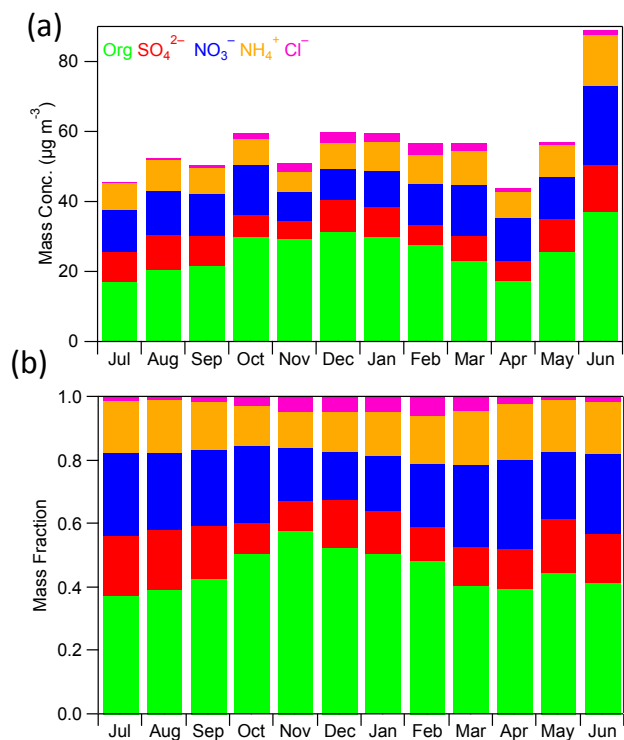 (a)
Org SO₄²⁻ NO₃⁻ NH₄⁺ Cl⁻
Mass Conc. (µg m⁻³)
80
60
40
20
0
Jul Aug Sep Oct Nov Dec Jan Feb Mar Apr May Jun
(b)
Mass Fraction
1.0
0.8
0.6
0.4
0.2
0.0
Jul Aug Sep Oct Nov Dec Jan Feb Mar Apr May Jun